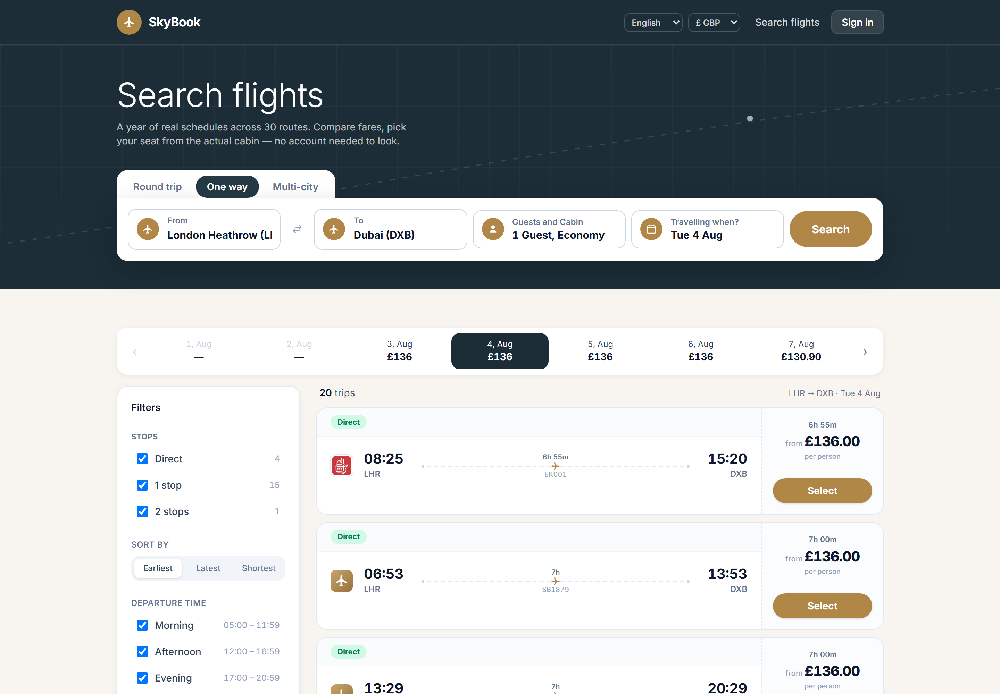 SkyBook
English
£ GBP
Search flights
Sign in
Search flights
A year of real schedules across 30 routes. Compare fares, pick
your seat from the actual cabin — no account needed to look.
Round trip
One way
Multi-city
From
London Heathrow (LI
To
Dubai (DXB)
Guests and Cabin
1 Guest, Economy
Travelling when?
Tue 4 Aug
Search
‹
1, Aug
—
2, Aug
—
3, Aug
£136
4, Aug
£136
5, Aug
£136
6, Aug
£136
7, Aug
£130.90
›
Filters
STOPS
Direct 4
1 stop 15
2 stops 1
SORT BY
Earliest
Latest
Shortest
DEPARTURE TIME
Morning 05:00 – 11:59
Afternoon 12:00 – 16:59
Evening 17:00 – 20:59
20 trips
LHR → DXB · Tue 4 Aug
Direct
08:25
LHR
6h 55m
EK001
15:20
DXB
6h 55m
from £136.00
per person
Select
Direct
06:53
LHR
7h
SB1879
13:53
DXB
7h 00m
from £136.00
per person
Select
Direct
13:29
7h
20:29
7h 00m
from £136.00
per person